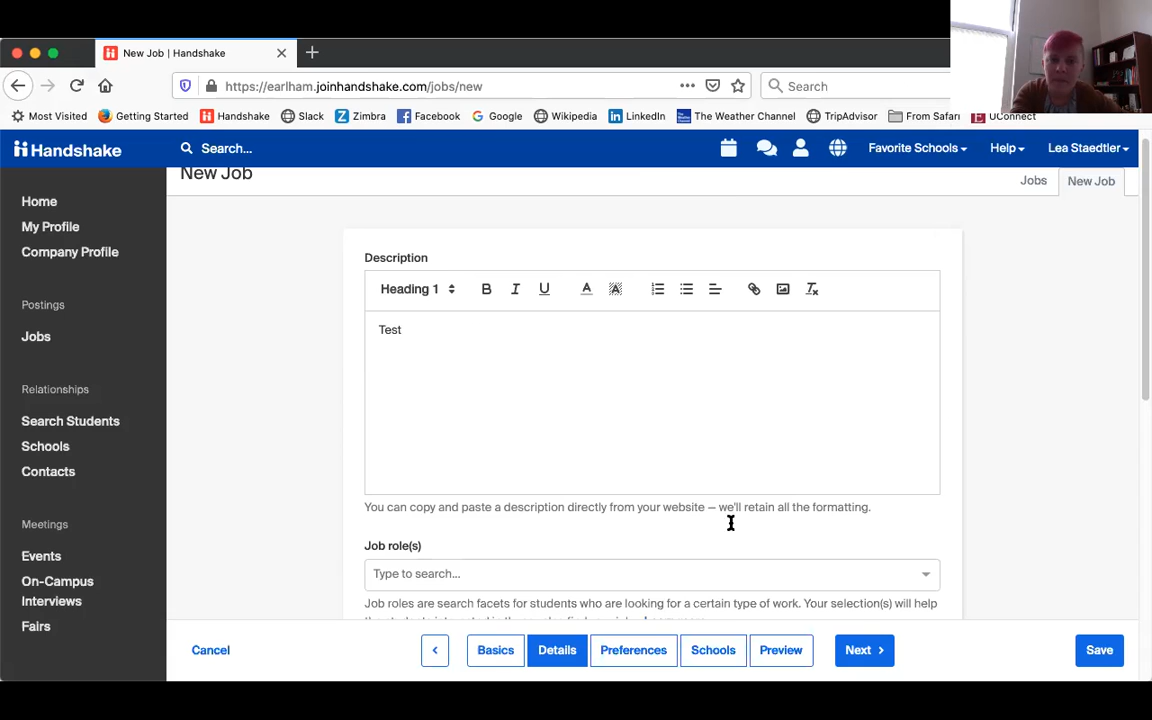 New Job | Handshake
https://earlham.joinhandshake.com/jobs/new
Search
Most Visited Getting Started Handshake Slack Zimbra Facebook Google Wikipedia LinkedIn The Weather Channel TripAdvisor From Safari UConnect
Handshake Search... Favorite Schools Help Lea Staedtler
New Job Jobs New Job
Home
My Profile
Company Profile
Postings
Jobs
Relationships
Search Students
Schools
Contacts
Meetings
Events
On-Campus
Interviews
Fairs
Description
Heading 1 B I U A A
Test
You can copy and paste a description directly from your website – we'll retain all the formatting.
Job role(s)
Type to search...
Job roles are search facets for students who are looking for a certain type of work. Your selection(s) will help
Cancel Basics Details Preferences Schools Preview Next Save